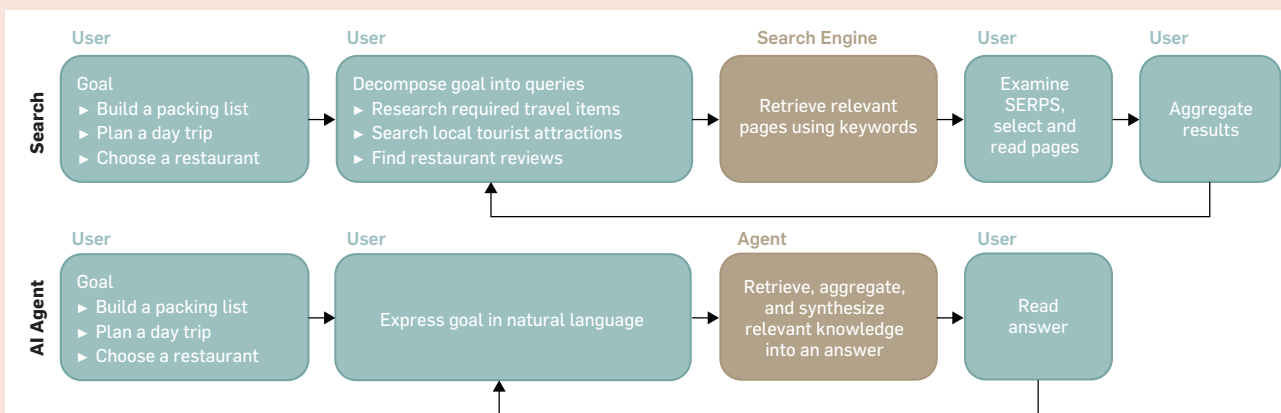 User
User
Search Engine
User
User
Search
Goal
► Build a packing list
► Plan a day trip
► Choose a restaurant
Decompose goal into queries
► Research required travel items
► Search local tourist attractions
► Find restaurant reviews
Retrieve relevant
pages using keywords
Examine
SERPS,
select and
read pages
Aggregate
results
User
User
Agent
User
AI Agent
Goal
► Build a packing list
► Plan a day trip
► Choose a restaurant
Express goal in natural language
Retrieve, aggregate,
and synthesize
relevant knowledge
into an answer
Read
answer